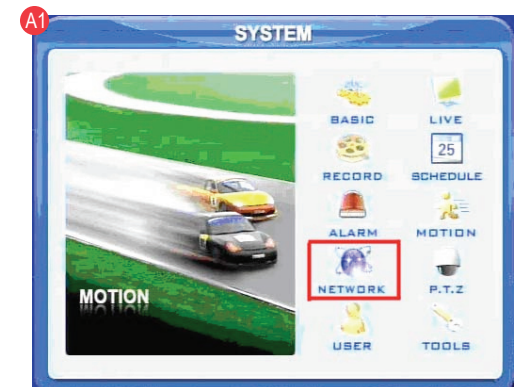 A1
SYSTEM
BASIC LIVE
25
RECORD SCHEDULE
ALARM MOTION
NETWORK P.T.Z
MOTION
USER TOOLS